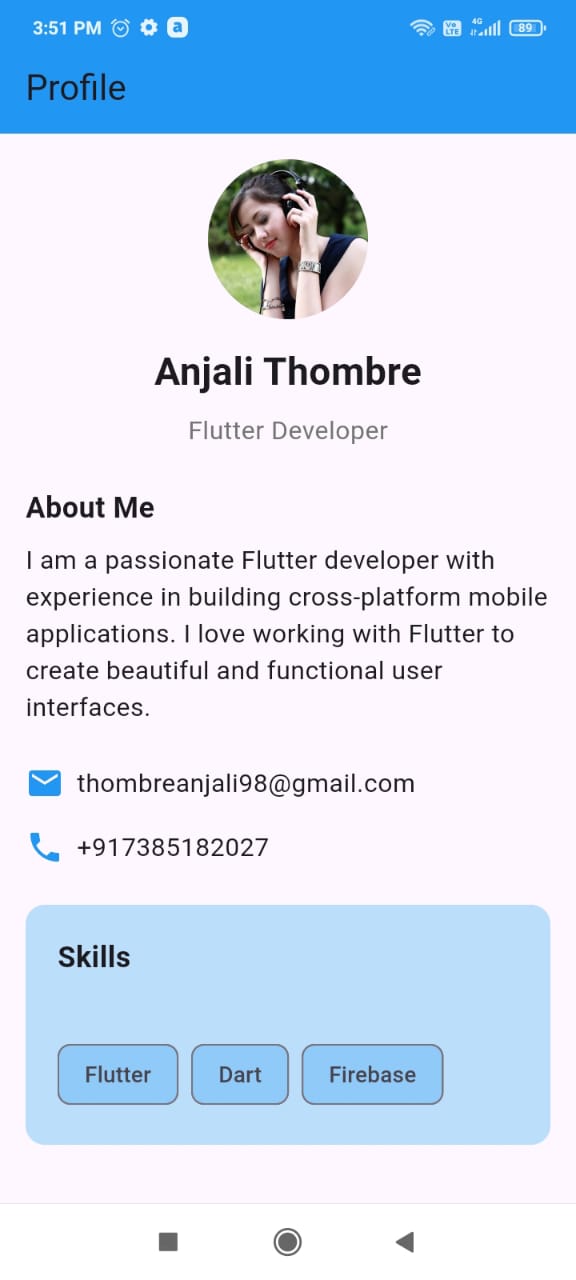 3:51 PM a Vo LTE 4G 89
Profile
Anjali Thombre
Flutter Developer
About Me
I am a passionate Flutter developer with
experience in building cross-platform mobile
applications. I love working with Flutter to
create beautiful and functional user
interfaces.
thombreanjali98@gmail.com
+917385182027
Skills
Flutter Dart Firebase